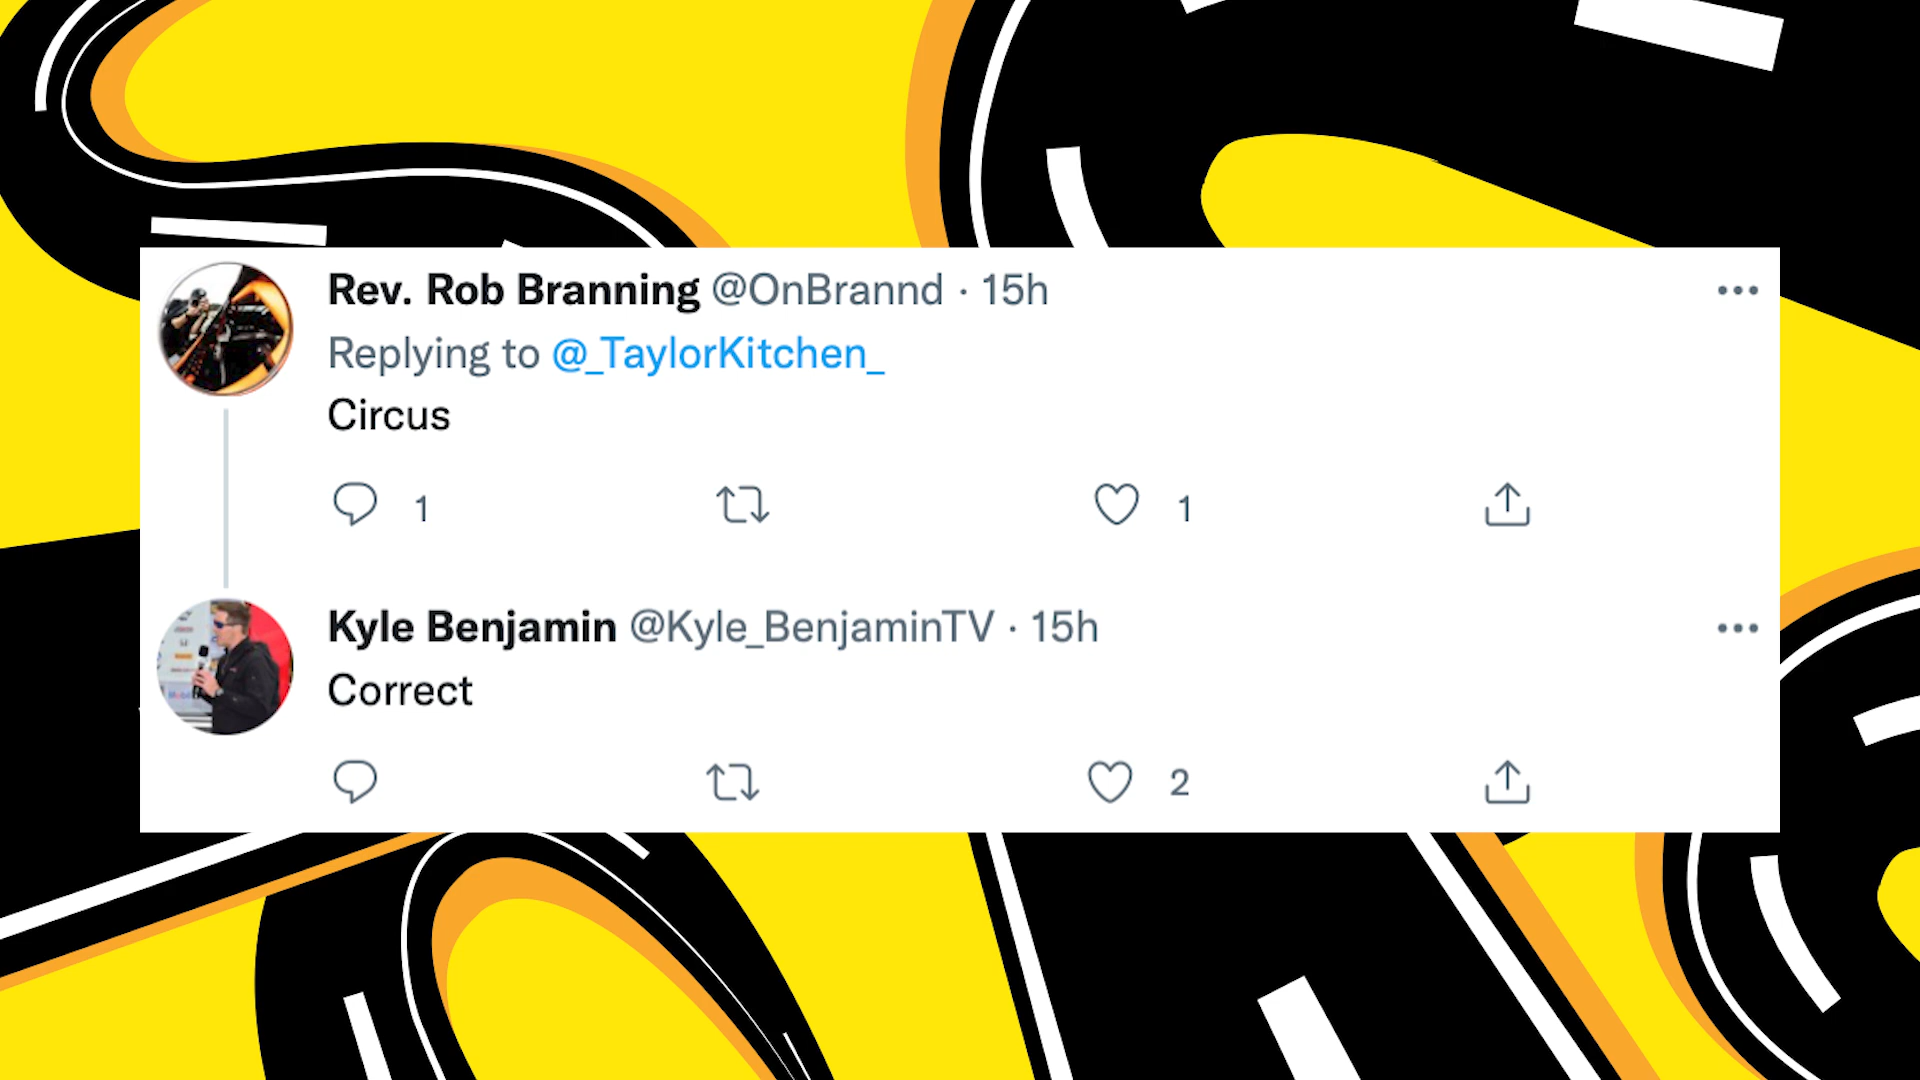 Rev. Rob Branning @OnBrannd · 15h
Replying to @_TaylorKitchen_
Circus
1 1
Kyle Benjamin @Kyle_BenjaminTV · 15h
Correct
2